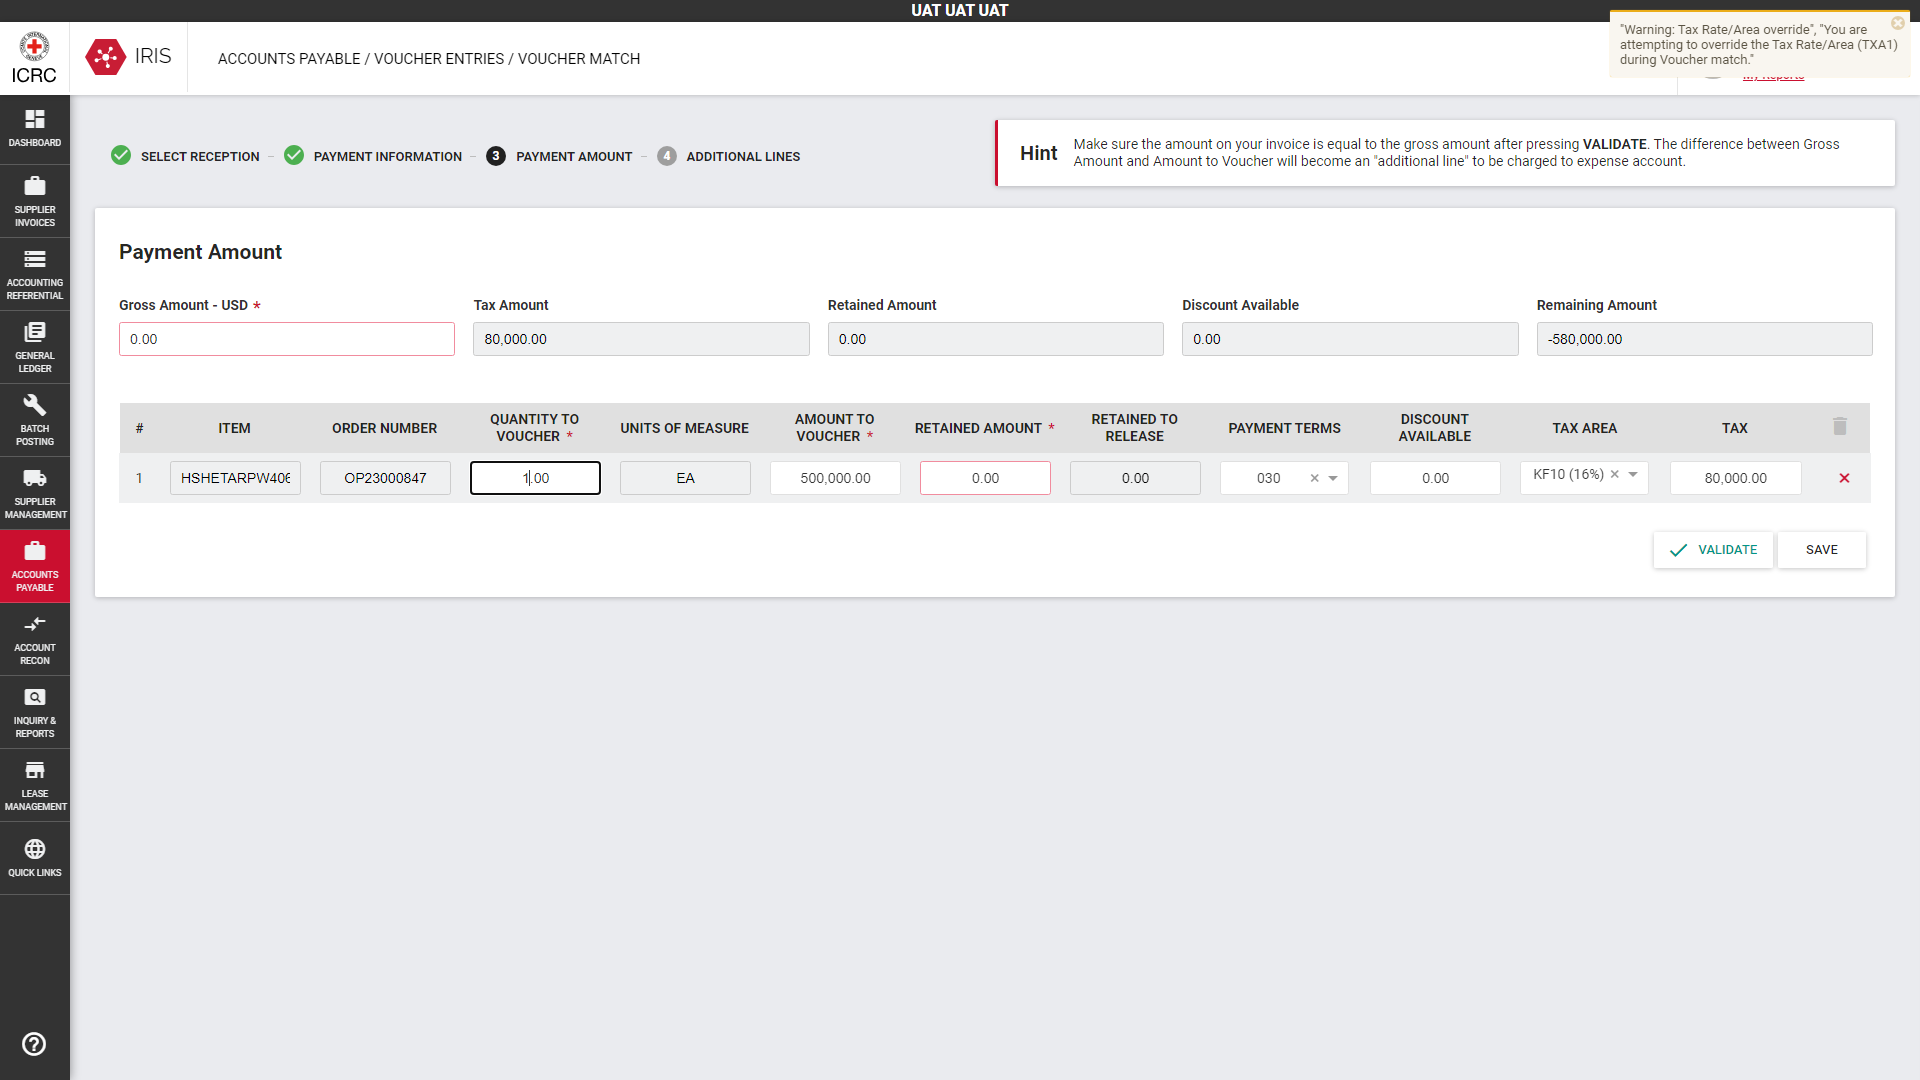 UAT UAT UAT
ICRC
IRIS
ACCOUNTS PAYABLE / VOUCHER ENTRIES / VOUCHER MATCH
"Warning: Tax Rate/Area override", "You are
attempting to override the Tax Rate/Area (TXA1)
during Voucher match."
My Reports
DASHBOARD
SUPPLIER
INVOICES
ACCOUNTING
REFERENTIAL
GENERAL
LEDGER
BATCH
POSTING
SUPPLIER
MANAGEMENT
ACCOUNTS
PAYABLE
ACCOUNT
RECON
INQUIRY &
REPORTS
LEASE
MANAGEMENT
QUICK LINKS
SELECT RECEPTION
PAYMENT INFORMATION
3 PAYMENT AMOUNT
4 ADDITIONAL LINES
Hint
Make sure the amount on your invoice is equal to the gross amount after pressing VALIDATE. The difference between Gross
Amount and Amount to Voucher will become an "additional line" to be charged to expense account.
Payment Amount
Gross Amount - USD * Tax Amount Retained Amount Discount Available Remaining Amount
0.00 80,000.00 0.00 0.00 -580,000.00
# ITEM ORDER NUMBER QUANTITY TO VOUCHER * UNITS OF MEASURE AMOUNT TO VOUCHER * RETAINED AMOUNT * RETAINED TO RELEASE PAYMENT TERMS DISCOUNT AVAILABLE TAX AREA TAX
1 HSHETARPW406 OP23000847 1.00 EA 500,000.00 0.00 0.00 030 × 0.00 KF10 (16%) × 80,000.00
VALIDATE SAVE